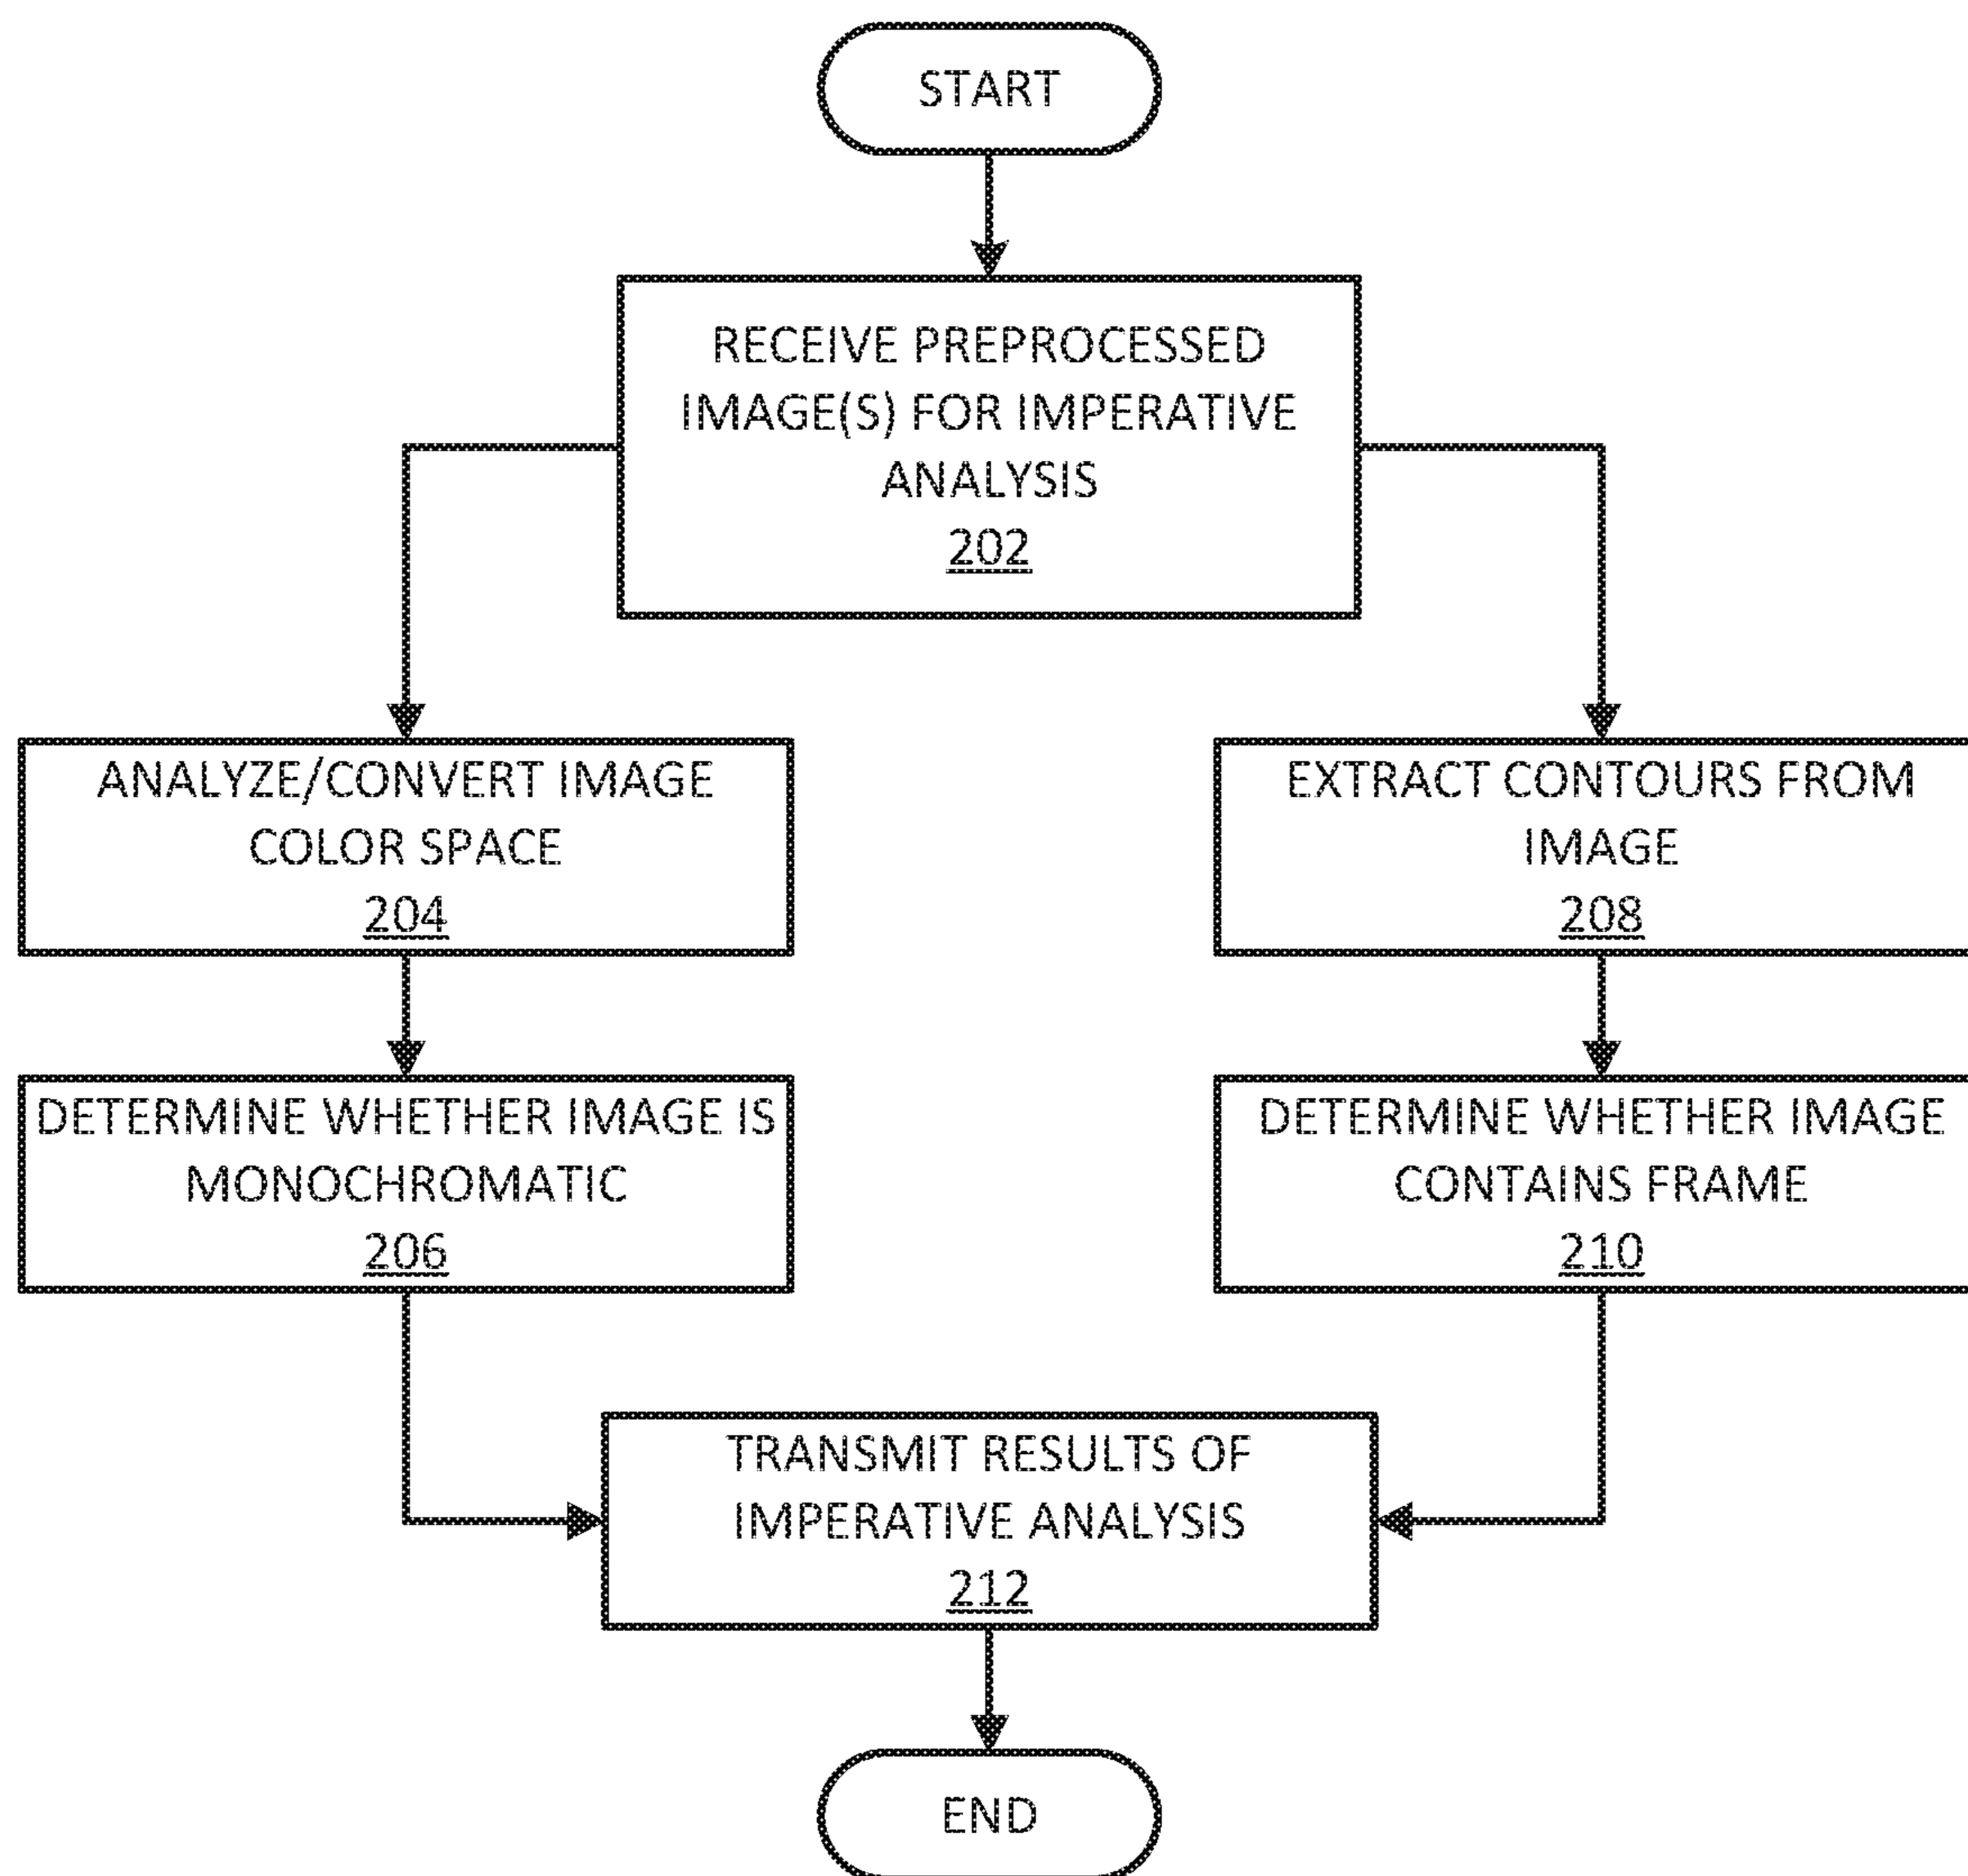 START
RECEIVE PREPROCESSED
IMAGE(S) FOR IMPERATIVE
ANALYSIS
202
ANALYZE/CONVERT IMAGE
COLOR SPACE
204
EXTRACT CONTOURS FROM
IMAGE
208
DETERMINE WHETHER IMAGE IS
MONOCHROMATIC
206
DETERMINE WHETHER IMAGE
CONTAINS FRAME
210
TRANSMIT RESULTS OF
IMPERATIVE ANALYSIS
212
END